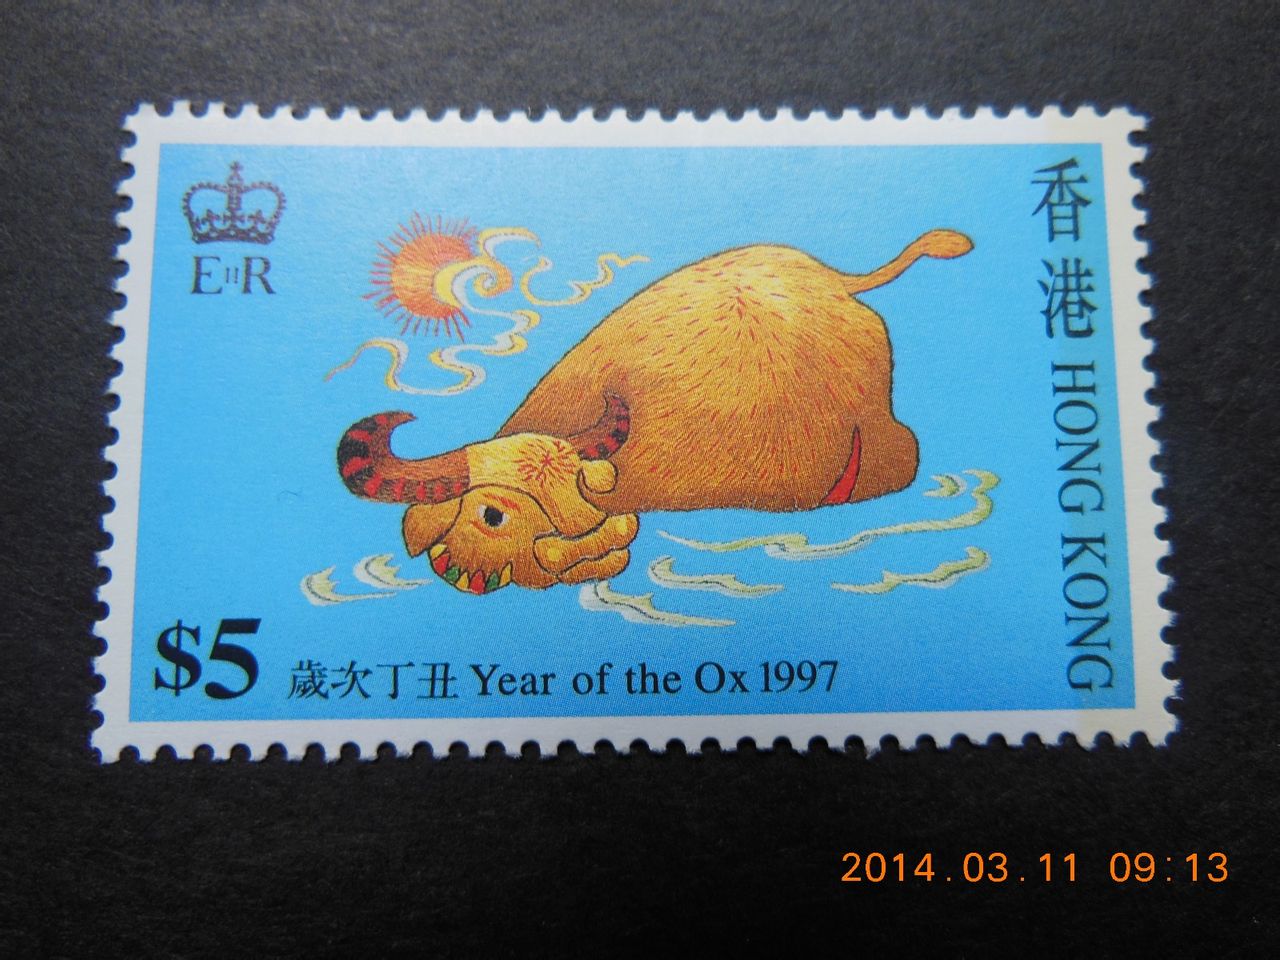 EIIR
香港 HONG KONG
$5
歲次丁丑 Year of the Ox 1997
2014.03.11 09:13